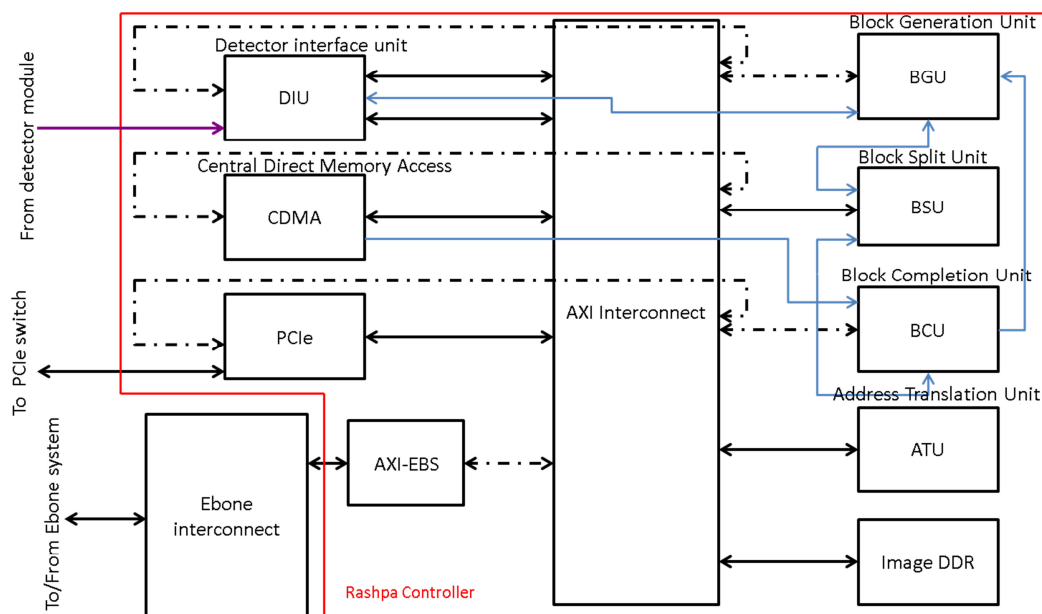 Block Generation Unit
Detector interface unit
DIU
BGU
From detector module
Block Split Unit
Central Direct Memory Access
CDMA
BSU
Block Completion Unit
AXI Interconnect
PCIe
BCU
To PCIe switch
Address Translation Unit
ATU
AXI-EBS
Ebone
interconnect
To/From Ebone system
Image DDR
Rashpa Controller